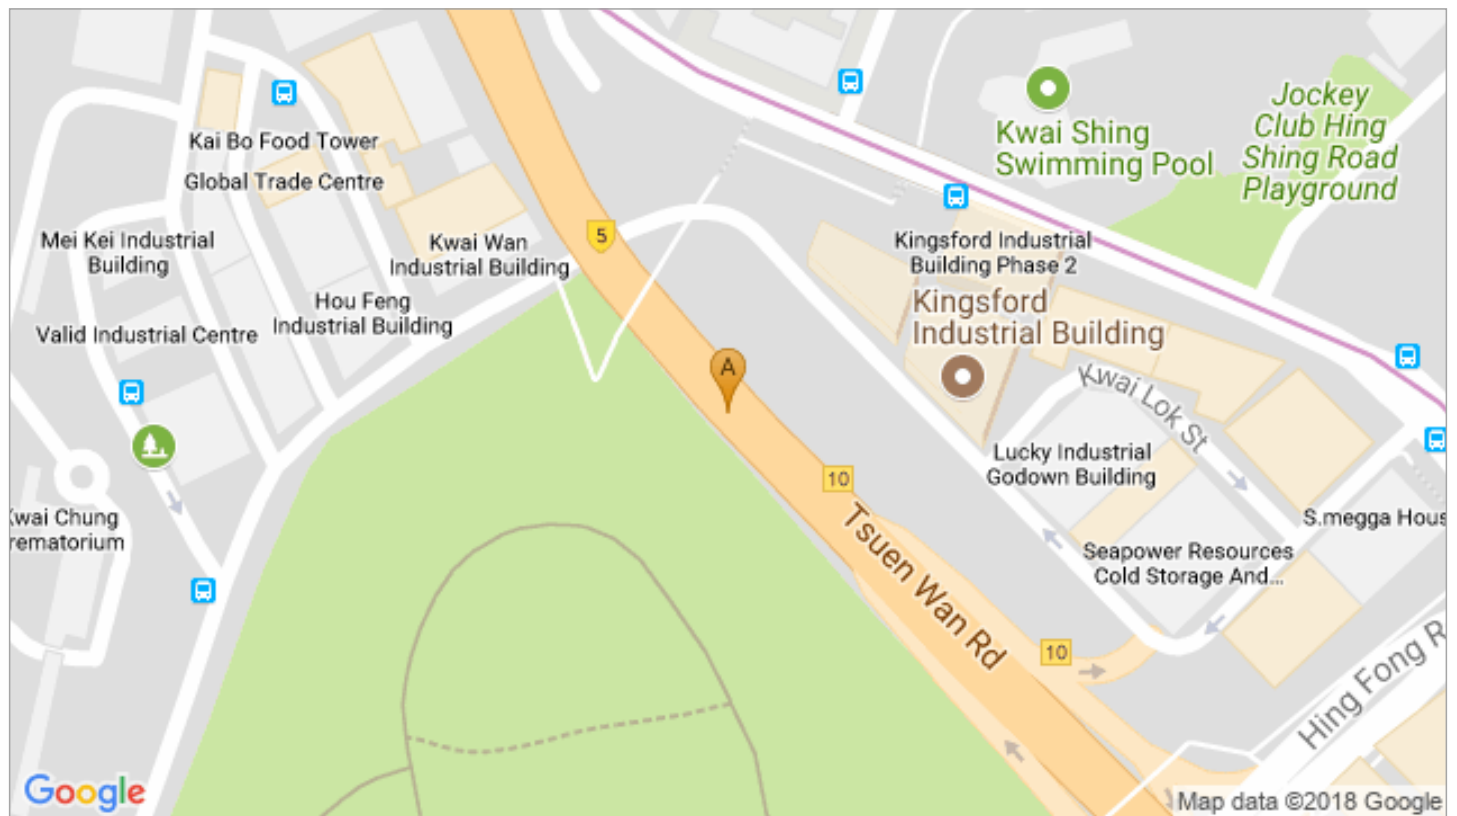 Jockey
Club Hing
Shing Road
Playground
Kwai Shing
Swimming Pool
Kai Bo Food Tower
Global Trade Centre
Mei Kei Industrial
Building
Kwai Wan
Industrial Building
5
Kingsford Industrial
Building Phase 2
Hou Feng
Industrial Building
Kingsford
Industrial Building
Valid Industrial Centre
A
Kwai Lok St
Lucky Industrial
Godown Building
10
Kwai Chung
rematorium
S.megga Hous
Tsuen Wan Rd
Seapower Resources
Cold Storage And...
10
Hing Fong R
Google
Map data ©2018 Google